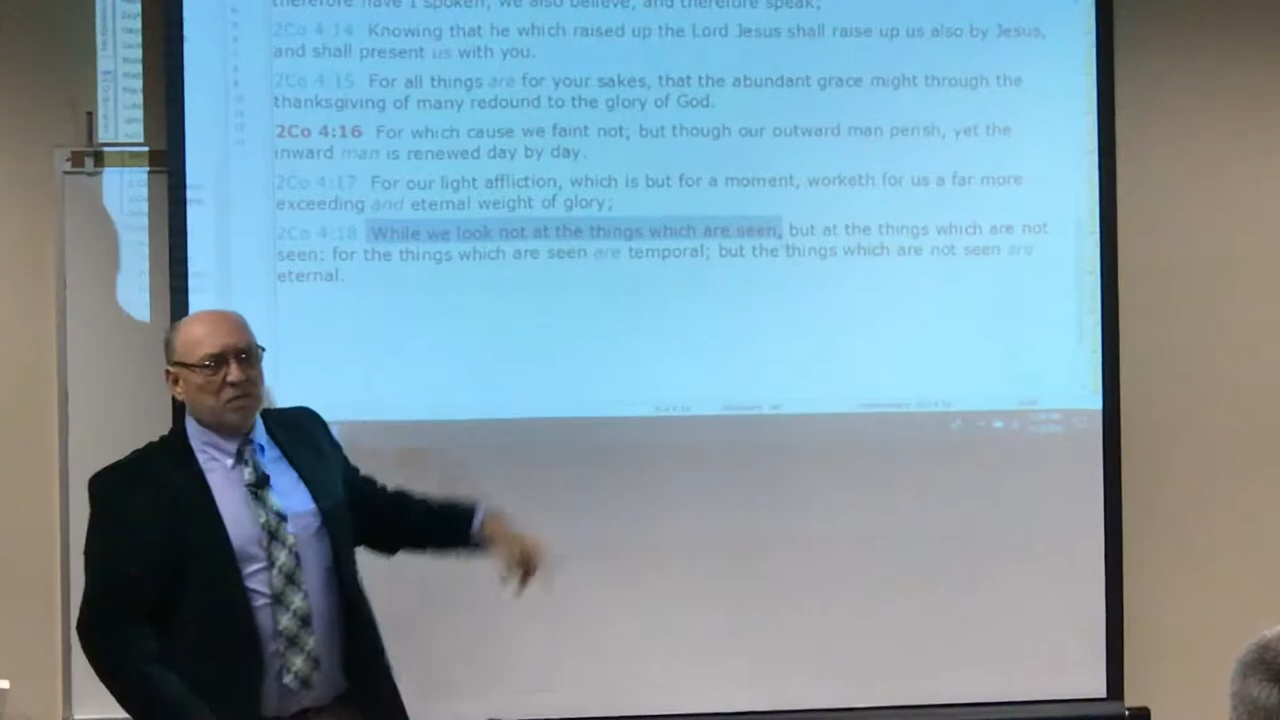 therefore have I spoken; we also believe, and therefore speak;
2Co 4:14 Knowing that he which raised up the Lord Jesus shall raise up us also by Jesus,
and shall present us with you.
2Co 4:15 For all things are for your sakes, that the abundant grace might through the
thanksgiving of many redound to the glory of God.
2Co 4:16 For which cause we faint not; but though our outward man perish, yet the
inward man is renewed day by day.
2Co 4:17 For our light affliction, which is but for a moment, worketh for us a far more
exceeding and eternal weight of glory;
2Co 4:18 While we look not at the things which are seen, but at the things which are not
seen: for the things which are seen are temporal; but the things which are not seen are
eternal.